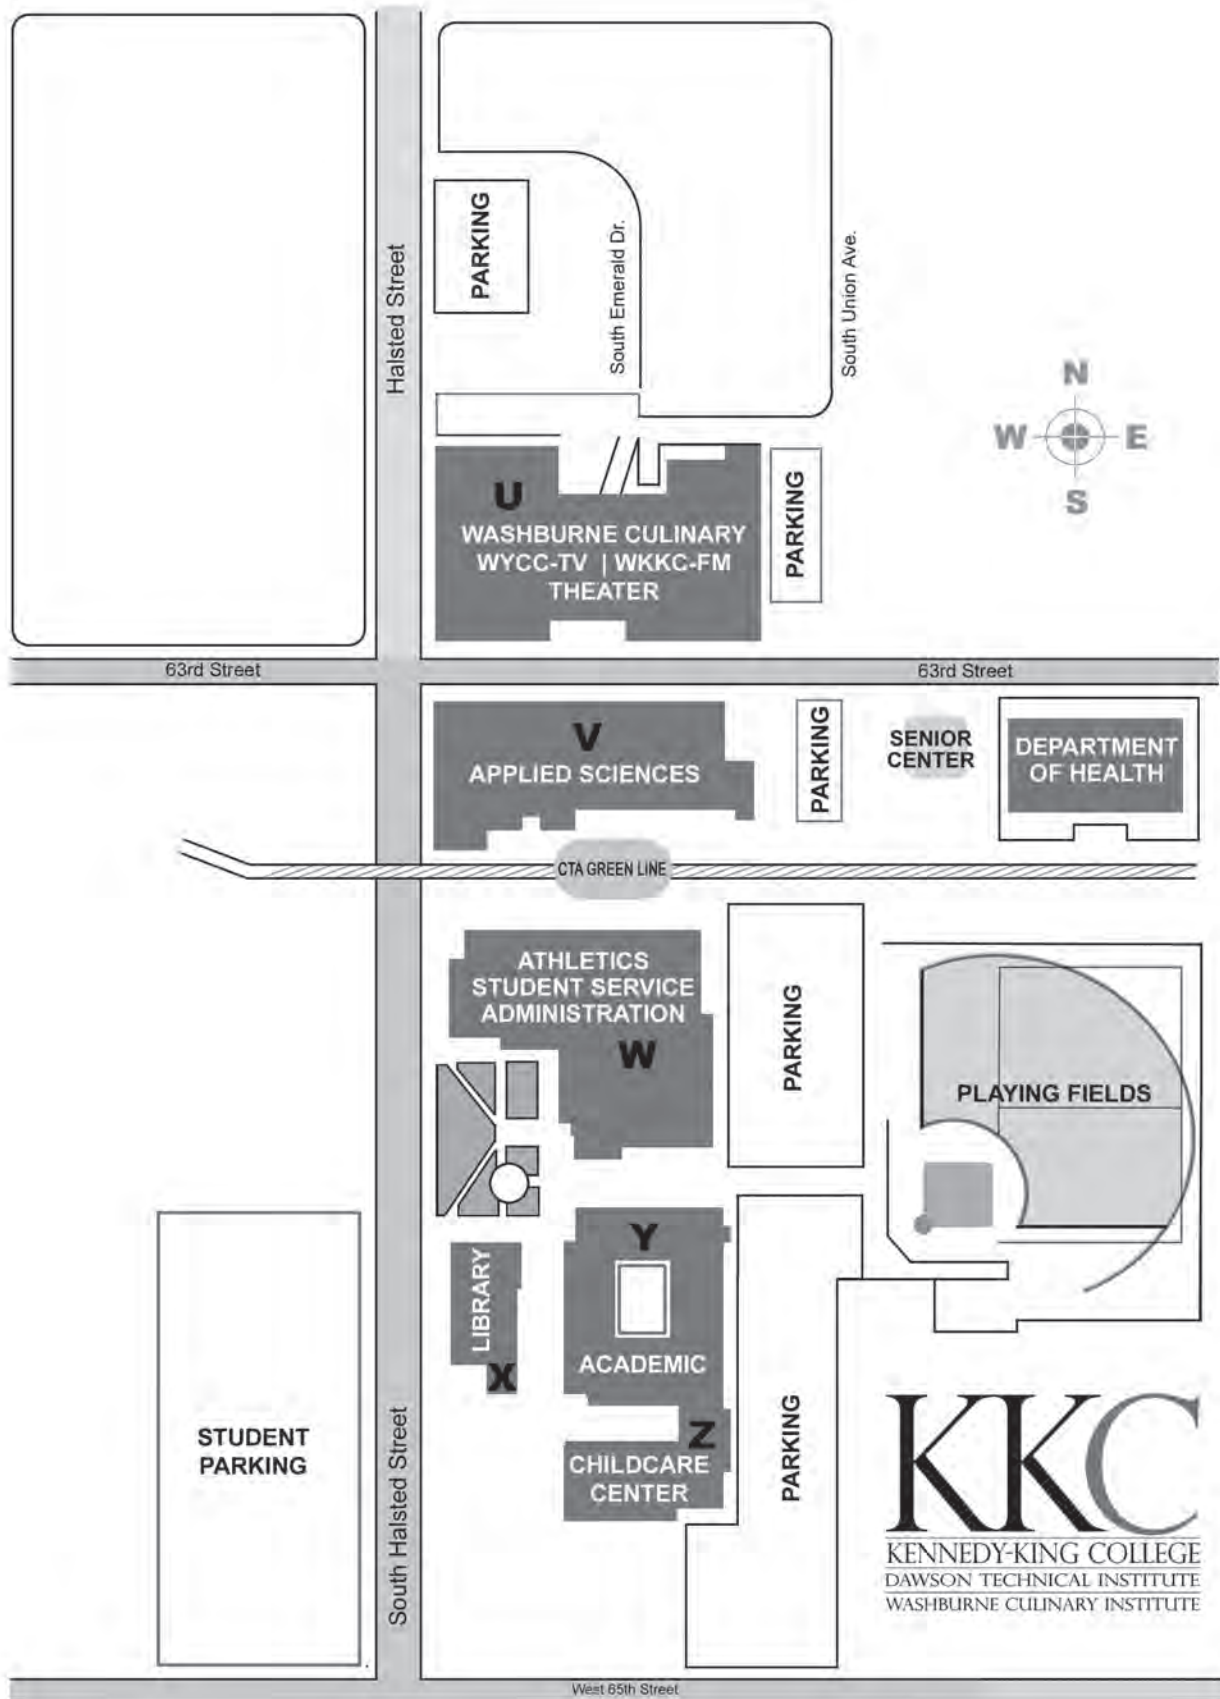 PARKING
Halsted Street
South Emerald Dr.
South Union Ave.
N
W
E
S
U
WASHBURNE CULINARY
WYCC-TV | WKKC-FM
THEATER
PARKING
63rd Street
63rd Street
V
APPLIED SCIENCES
PARKING
SENIOR
CENTER
DEPARTMENT
OF HEALTH
CTA GREEN LINE
ATHLETICS
STUDENT SERVICE
ADMINISTRATION
W
PARKING
PLAYING FIELDS
LIBRARY
X
Y
ACADEMIC
Z
CHILDCARE
CENTER
PARKING
STUDENT
PARKING
South Halsted Street
KKC
KENNEDY-KING COLLEGE
DAWSON TECHNICAL INSTITUTE
WASHBURNE CULINARY INSTITUTE
West 65th Street